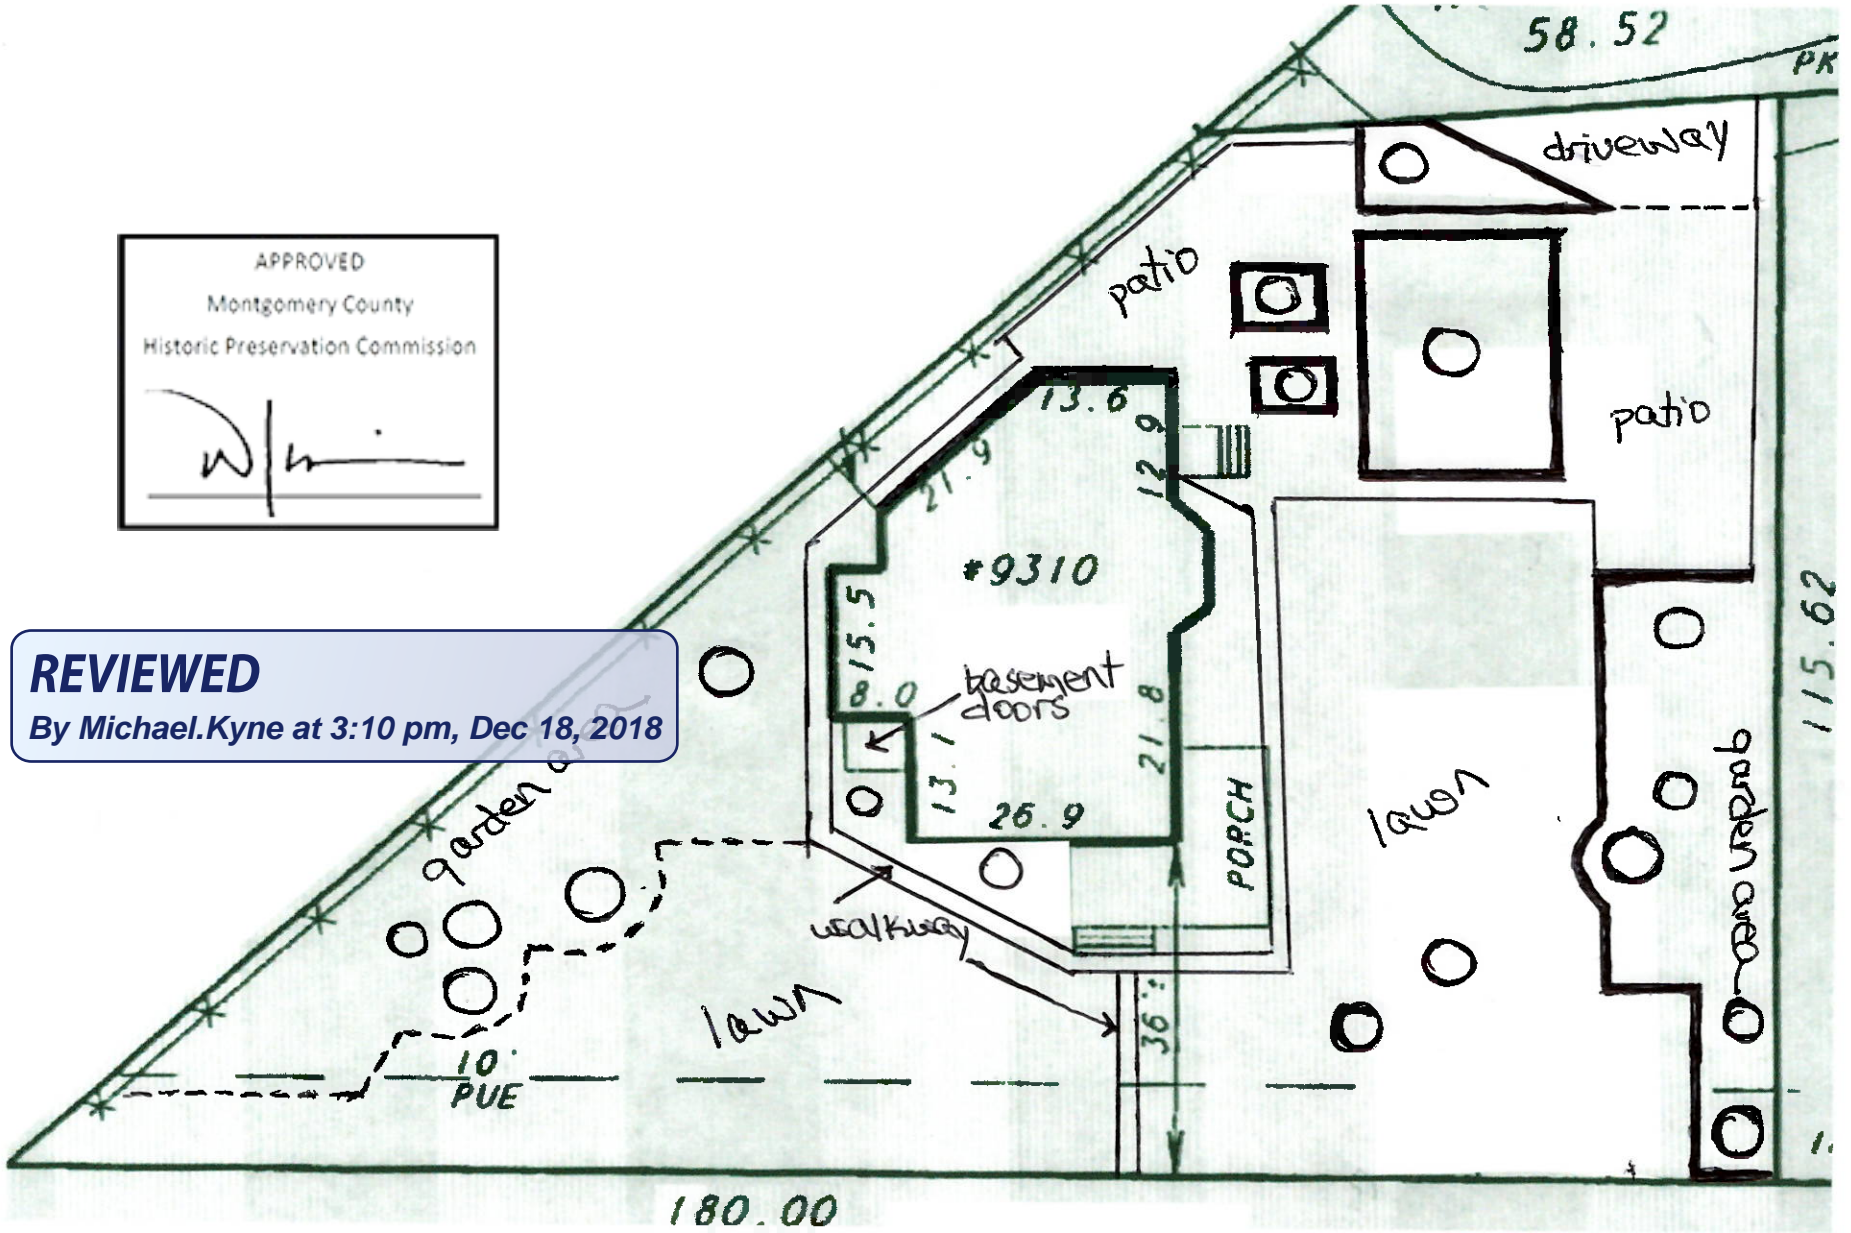 58.52
PK
driveway
APPROVED
Montgomery County
Historic Preservation Commission
patio
13.6
12.9
21.9
patio
#9310
15.5
115.62
REVIEWED
By Michael.Kyne at 3:10 pm, Dec 18, 2018
8.0
basement
doors
21.8
13.1
26.9
PORCH
lawn
garden area
garden area
walkway
lawn
36'
10'
PUE
180.00